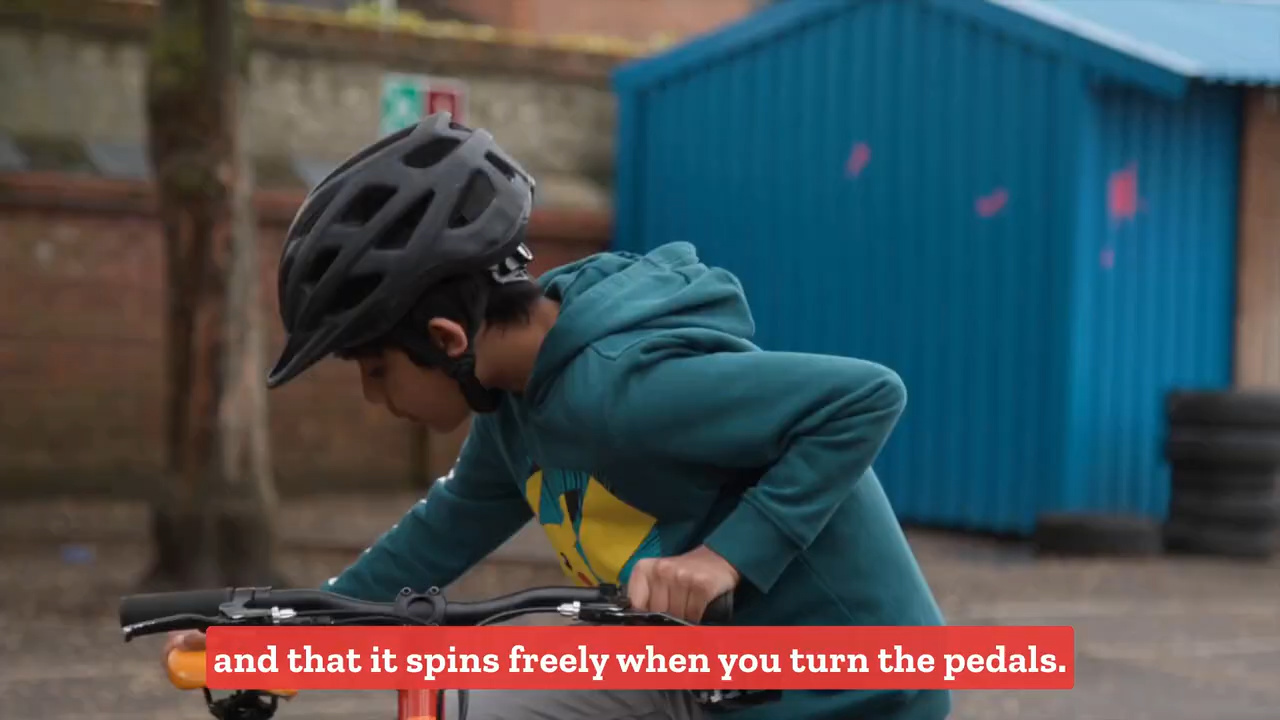 and that it spins freely when you turn the pedals.